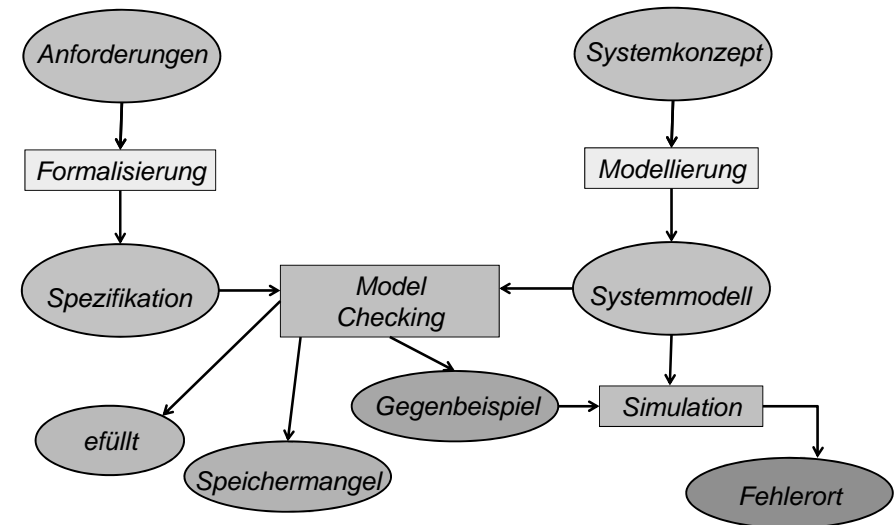 Anforderungen
Systemkonzept
Formalisierung
Modellierung
Spezifikation
Model
Checking
Systemmodell
Gegenbeispiel
Simulation
efüllt
Speichermangel
Fehlerort